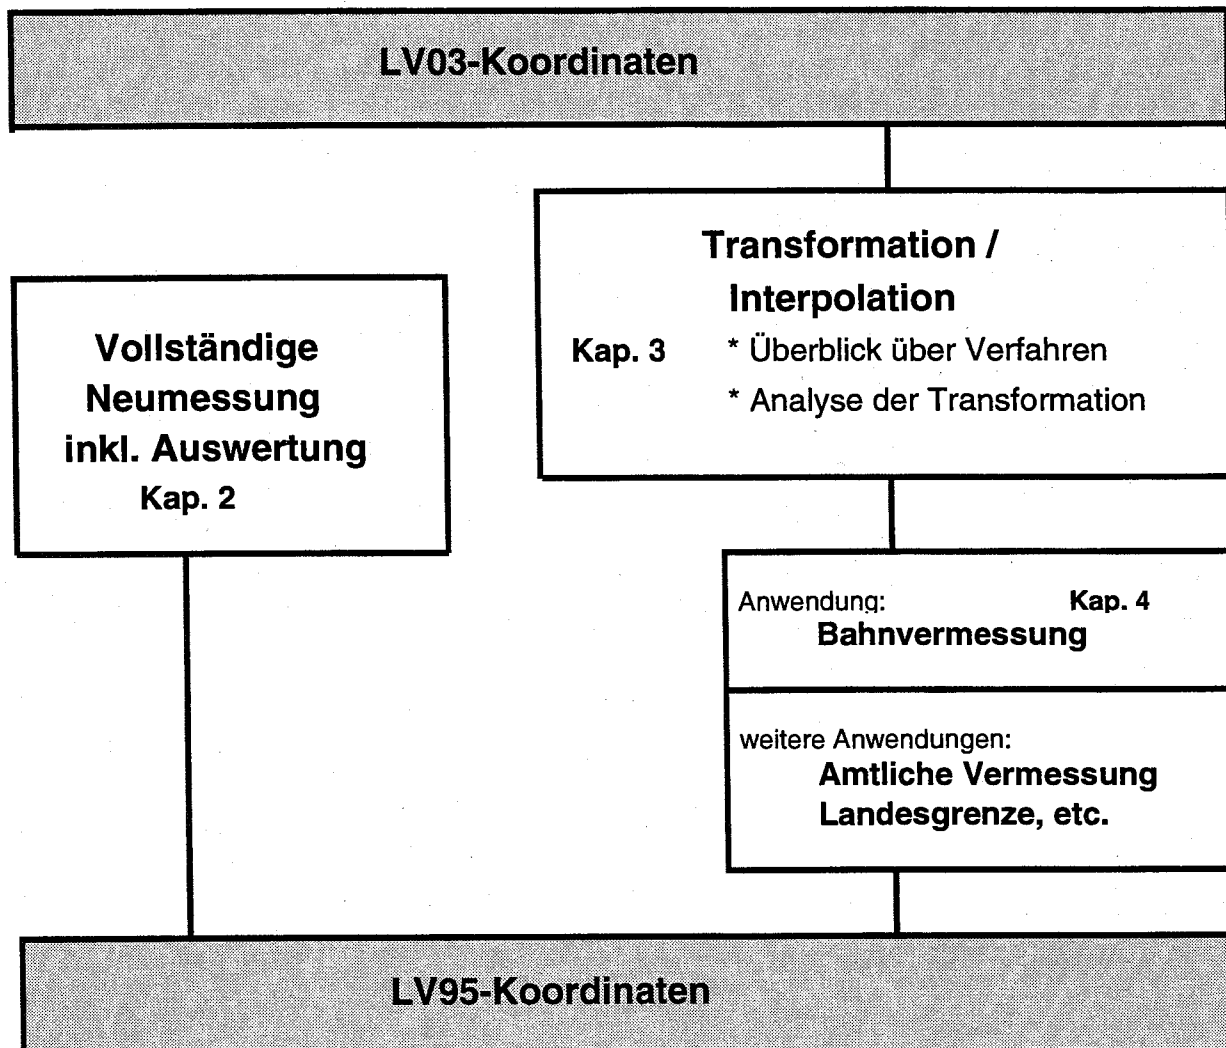 LV03-Koordinaten
Transformation /
Interpolation
Kap. 3 * Überblick über Verfahren
* Analyse der Transformation
Vollständige
Neumessung
inkl. Auswertung
Kap. 2
Anwendung: Kap. 4
Bahnvermessung
weitere Anwendungen:
Amtliche Vermessung
Landesgrenze, etc.
LV95-Koordinaten